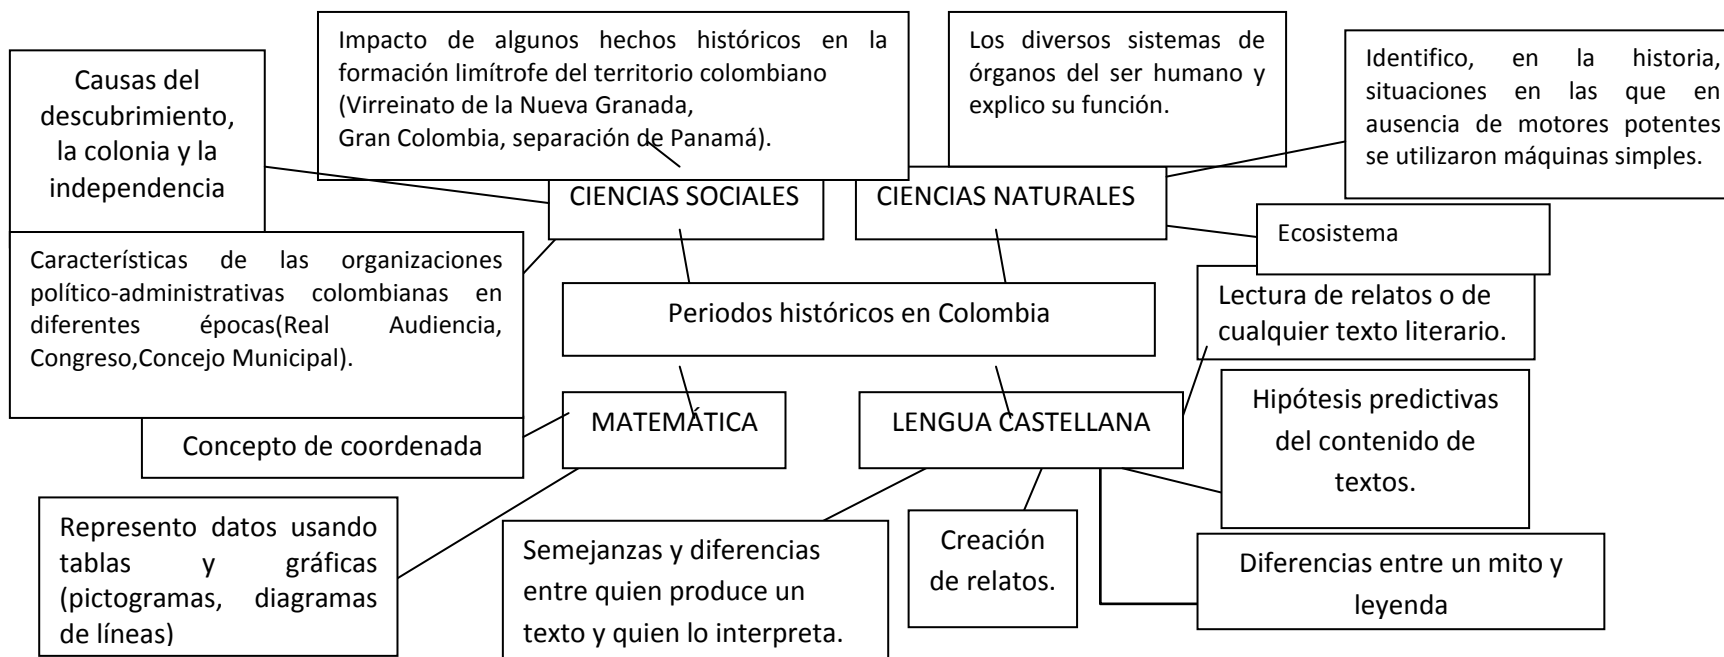 Impacto de algunos hechos históricos en la
formación limítrofe del territorio colombiano
(Virreinato de la Nueva Granada,
Gran Colombia, separación de Panamá).
Los diversos sistemas de
órganos del ser humano y
explico su función.
Identifico, en la historia,
situaciones en las que en
ausencia de motores potentes
se utilizaron máquinas simples.
Causas del
descubrimiento,
la colonia y la
independencia
CIENCIAS SOCIALES
CIENCIAS NATURALES
Ecosistema
Características de las organizaciones
político-administrativas colombianas en
diferentes épocas(Real Audiencia,
Congreso,Concejo Municipal).
Periodos históricos en Colombia
Lectura de relatos o de
cualquier texto literario.
MATEMÁTICA
LENGUA CASTELLANA
Hipótesis predictivas
del contenido de
textos.
Concepto de coordenada
Represento datos usando
tablas y gráficas
(pictogramas, diagramas
de líneas)
Semejanzas y diferencias
entre quien produce un
texto y quien lo interpreta.
Creación
de relatos.
Diferencias entre un mito y
leyenda